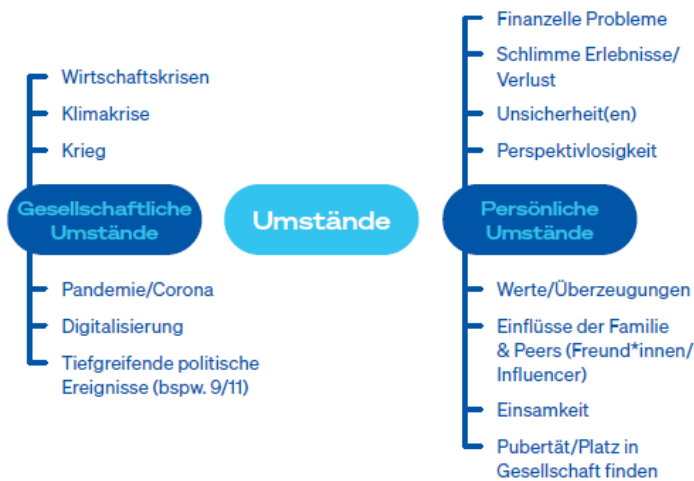 Wirtschaftskrisen
Klimakrise
Krieg
Gesellschaftliche
Umstände
Pandemie/Corona
Digitalisierung
Tiefgreifende politische
Ereignisse (bspw. 9/11)
Umstände
Finanzelle Probleme
Schlimme Erlebnisse/
Verlust
Unsicherheit(en)
Perspektivlosigkeit
Persönliche
Umstände
Werte/Überzeugungen
Einflüsse der Familie
& Peers (Freund*innen/
Influencer)
Einsamkeit
Pubertät/Platz in
Gesellschaft finden